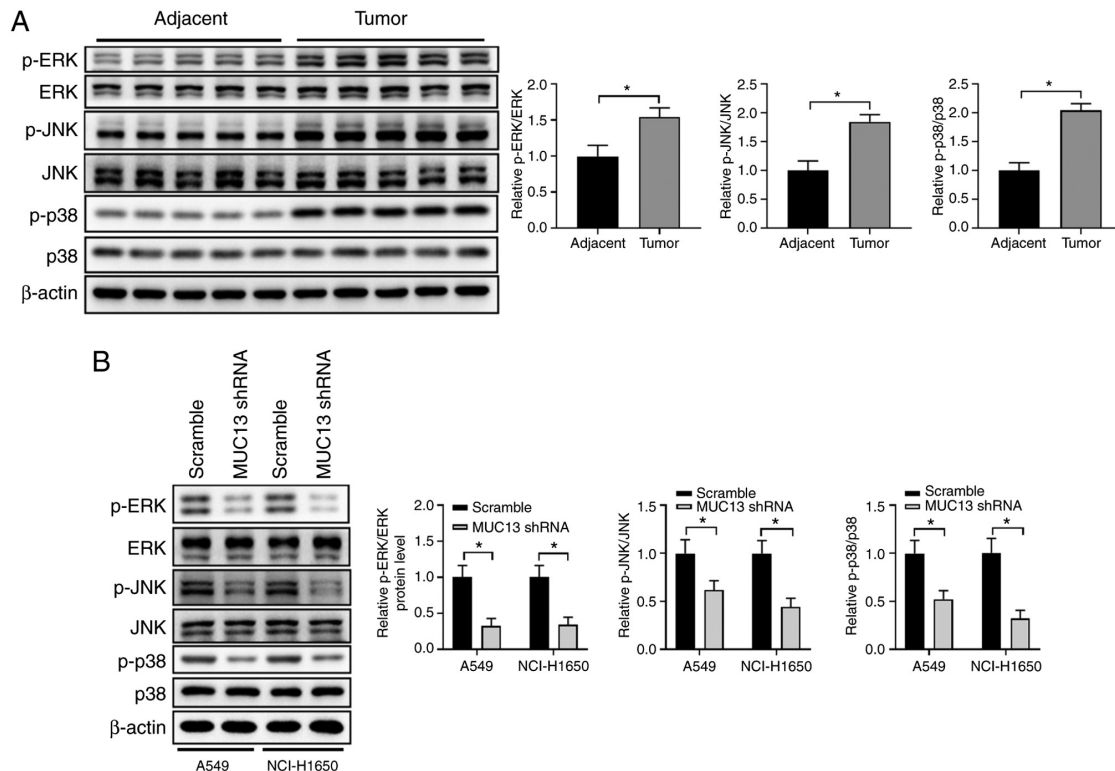 A
Adjacent Tumor
p-ERK
ERK
p-JNK
JNK
p-p38
p38
β-actin
Relative p-ERK/ERK
2.0
1.5
1.0
0.5
0.0
*
Adjacent Tumor
Relative p-JNK/JNK
2.5
2.0
1.5
1.0
0.5
0.0
*
Adjacent Tumor
Relative p-p38/p38
2.5
2.0
1.5
1.0
0.5
0.0
*
Adjacent Tumor
B
Scramble
MUC13 shRNA
Scramble
MUC13 shRNA
p-ERK
ERK
p-JNK
JNK
p-p38
p38
β-actin
A549 NCI-H1650
Relative p-ERK/ERK
protein level
2.0
1.5
1.0
0.5
0.0
Scramble
MUC13 shRNA
* *
A549 NCI-H1650
Relative p-JNK/JNK
1.5
1.0
0.5
0.0
Scramble
MUC13 shRNA
* *
A549 NCI-H1650
Relative p-p38/p38
1.5
1.0
0.5
0.0
Scramble
MUC13 shRNA
* *
A549 NCI-H1650